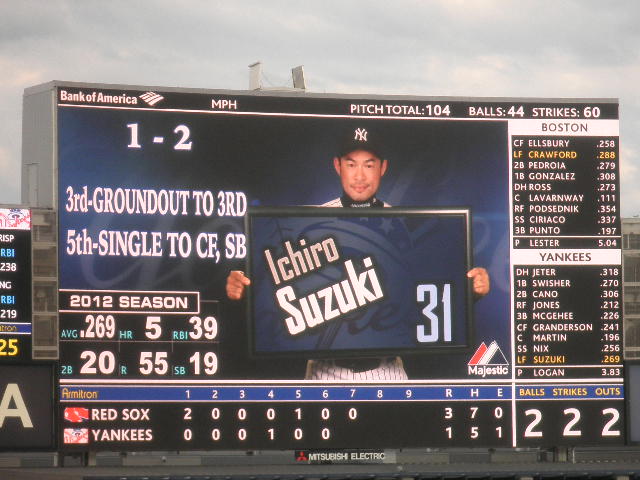 Bank of America
MPH
PITCH TOTAL:104 BALLS:44 STRIKES:60
1 - 2
3rd-GROUNDOUT TO 3RD
5th-SINGLE TO CF, SB
2012 SEASON
AVG .269 HR 5 RBI 39
2B 20 R 55 SB 19
Ichiro
Suzuki
31
Majestic
BOSTON
CF ELLSBURY .258
LF CRAWFORD .288
2B PEDROIA .279
1B GONZALEZ .308
DH ROSS .273
C LAVARNWAY .111
RF PODSEDNIK .354
SS CIRIACO .337
3B PUNTO .197
P LESTER 5.04
YANKEES
DH JETER .318
1B SWISHER .270
2B CANO .306
RF JONES .212
3B MCGEHEE .226
CF GRANDERSON .241
C MARTIN .196
SS NIX .256
LF SUZUKI .269
P LOGAN 3.83
BALLS STRIKES OUTS
2 2 2
Armitron 1 2 3 4 5 6 7 8 9 R H E
RED SOX 2 0 0 0 1 0 0 3 7 0
YANKEES 0 0 0 1 0 0 1 5 1
MITSUBISHI ELECTRIC
RISP
RBI
238
NG
RBI
219
25
A